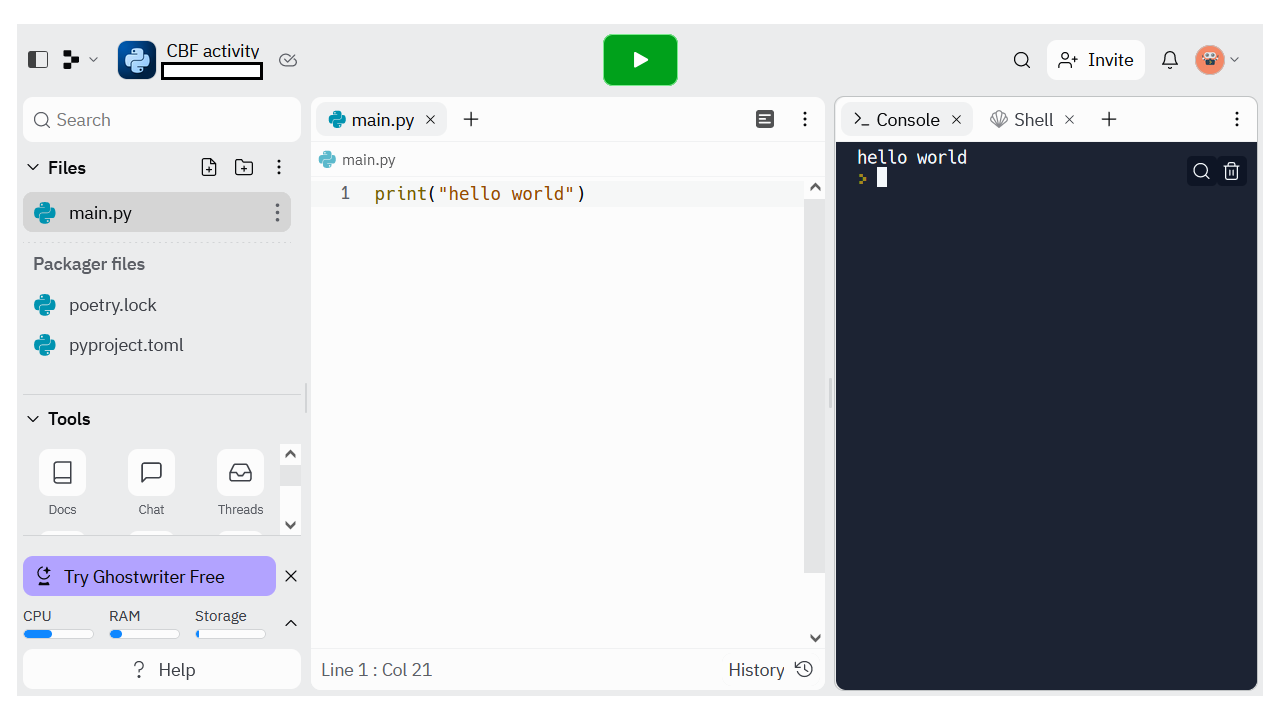 CBF activity
Invite
Search
Files
main.py
Packager files
poetry.lock
pyproject.toml
Tools
Docs
Chat
Threads
Try Ghostwriter Free
CPU
RAM
Storage
? Help
main.py
main.py
1 print("hello world")
Line 1 : Col 21
History
>_ Console
Shell
hello world
>